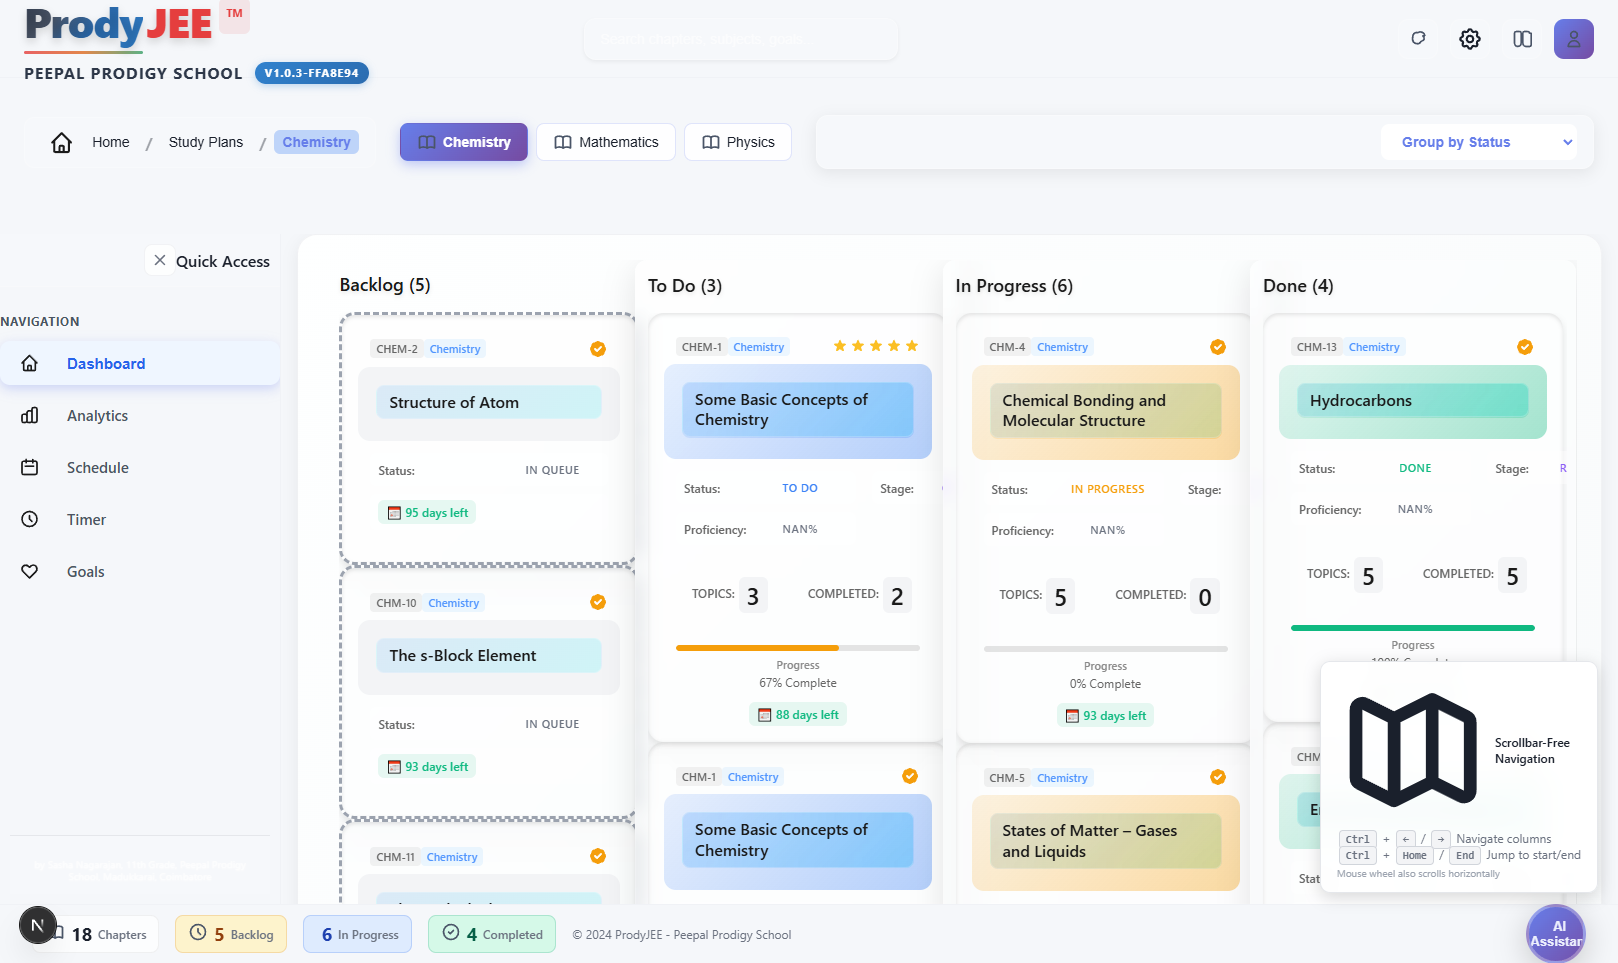 ProdyJEE TM
PEEPAL PRODIGY SCHOOL V1.0.3-FFA8E94
Home / Study Plans / Chemistry
Chemistry Mathematics Physics
Group by Status
Quick Access
NAVIGATION
Dashboard
Analytics
Schedule
Timer
Goals
Backlog (5)
CHEM-2 Chemistry
Structure of Atom
Status: IN QUEUE
95 days left
CHM-10 Chemistry
The s-Block Element
Status: IN QUEUE
93 days left
CHM-11 Chemistry
To Do (3)
CHEM-1 Chemistry
Some Basic Concepts of
Chemistry
Status: TO DO Stage:
Proficiency: NAN%
TOPICS: 3 COMPLETED: 2
Progress
67% Complete
88 days left
CHM-1 Chemistry
Some Basic Concepts of
Chemistry
In Progress (6)
CHM-4 Chemistry
Chemical Bonding and
Molecular Structure
Status: IN PROGRESS Stage:
Proficiency: NAN%
TOPICS: 5 COMPLETED: 0
Progress
0% Complete
93 days left
CHM-5 Chemistry
States of Matter – Gases
and Liquids
Done (4)
CHM-13 Chemistry
Hydrocarbons
Status: DONE Stage: R
Proficiency: NAN%
TOPICS: 5 COMPLETED: 5
Progress
100% Complete
CHM
Stat
Scrollbar-Free
Navigation
Ctrl + ← / → Navigate columns
Ctrl + Home / End Jump to start/end
Mouse wheel also scrolls horizontally
N
18 Chapters
5 Backlog
6 In Progress
4 Completed
© 2024 ProdyJEE - Peepal Prodigy School
AI
Assistan